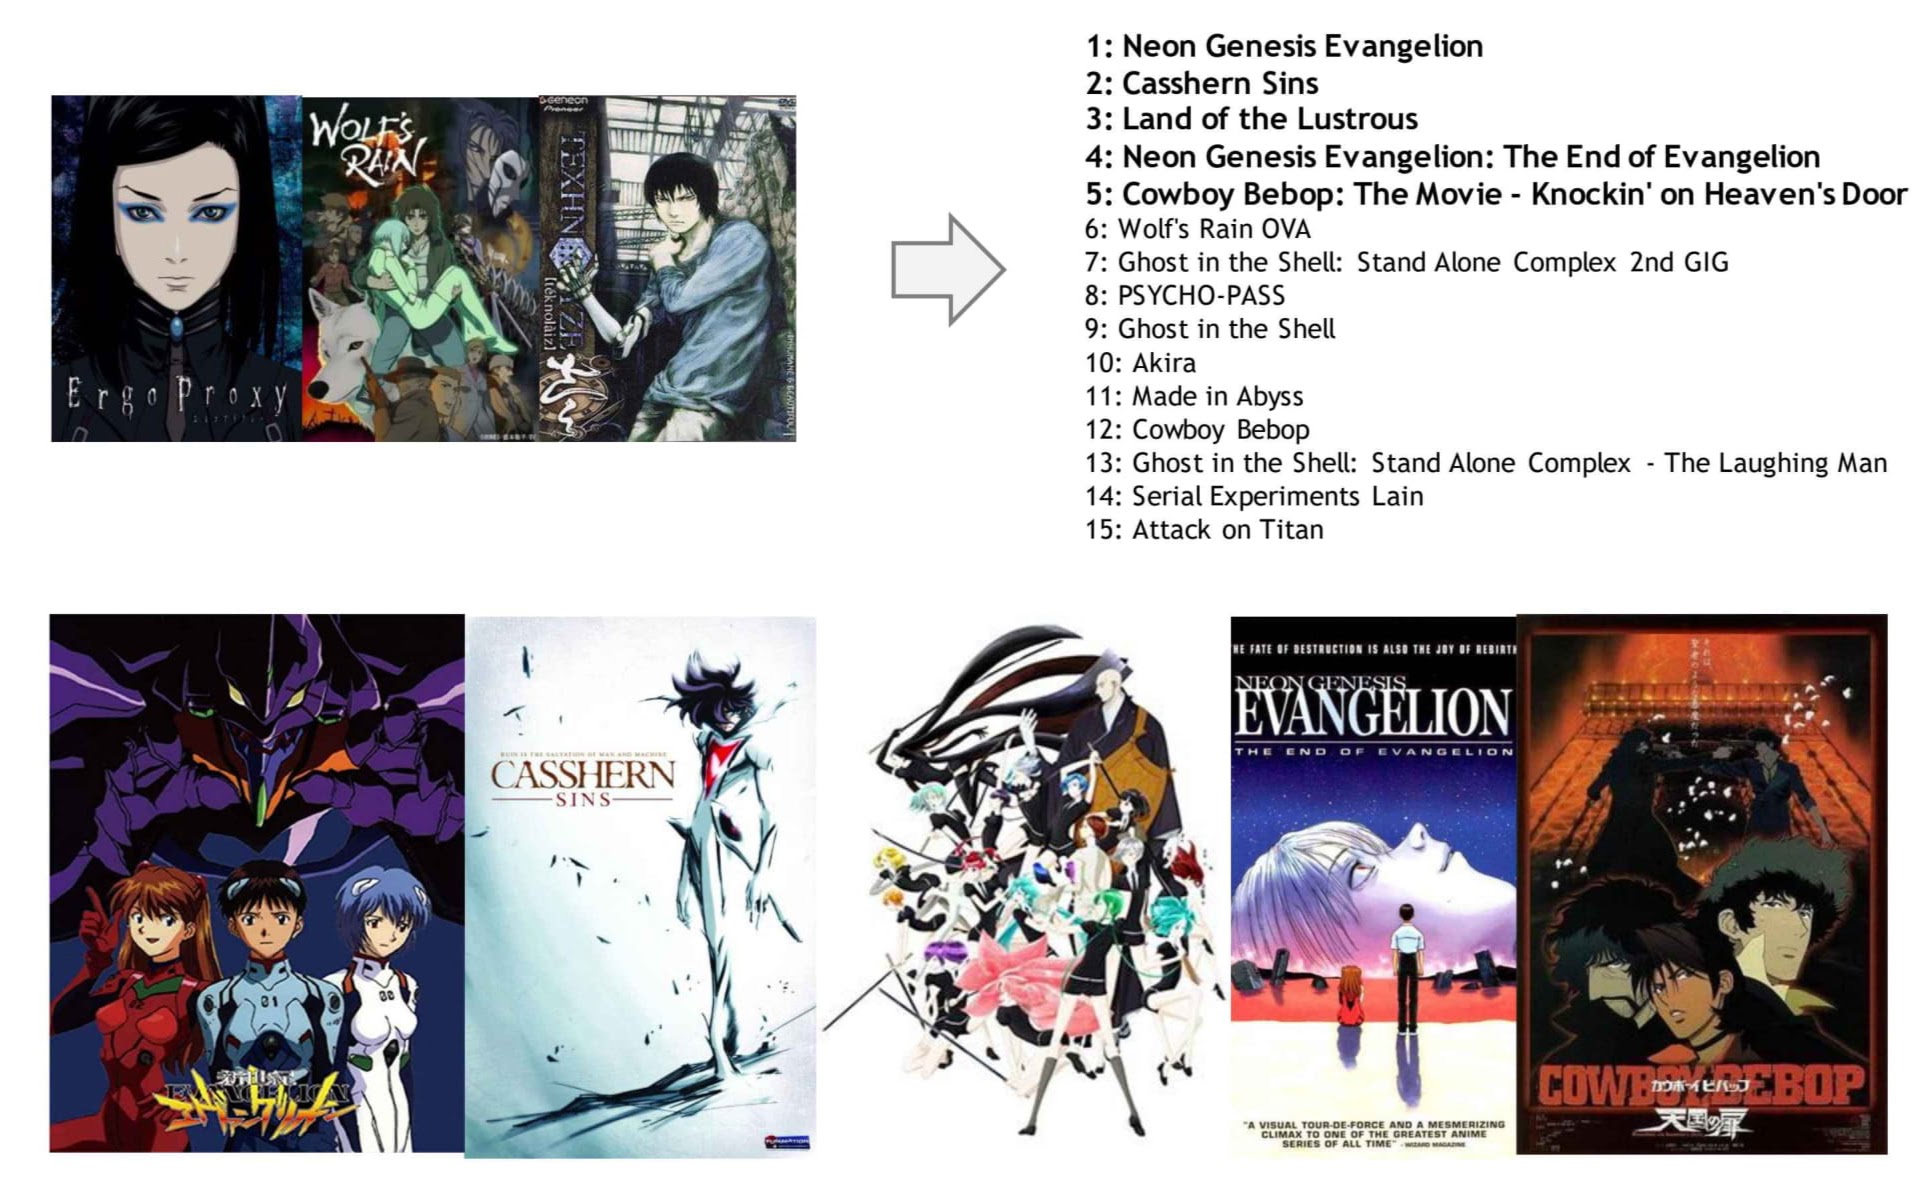 1: Neon Genesis Evangelion
2: Casshern Sins
3: Land of the Lustrous
4: Neon Genesis Evangelion: The End of Evangelion
5: Cowboy Bebop: The Movie - Knockin' on Heaven's Door
6: Wolf's Rain OVA
7: Ghost in the Shell: Stand Alone Complex 2nd GIG
8: PSYCHO-PASS
9: Ghost in the Shell
10: Akira
11: Made in Abyss
12: Cowboy Bebop
13: Ghost in the Shell: Stand Alone Complex - The Laughing Man
14: Serial Experiments Lain
15: Attack on Titan
Ergo Proxy
WOLF'S
RAIN
Geneon
Pioneer
DVD
TEXHNOLYZE
[teknolàiz]
新世紀
EVANGELION
エヴァンゲリオン
01
00
RUIN IS THE SALVATION OF MAN AND MACHINE
CASSHERN
SINS
FUNIMATION
HE FATE OF DESTRUCTION IS ALSO THE JOY OF REBIRTH
NEON GENESIS
EVANGELION
THE END OF EVANGELION
"A VISUAL TOUR-DE-FORCE AND A MESMERIZING
CLIMAX TO ONE OF THE GREATEST ANIME
SERIES OF ALL TIME" - WIZARD MAGAZINE
COWBOY BEBOP
カウボーイビバップ
天国の扉